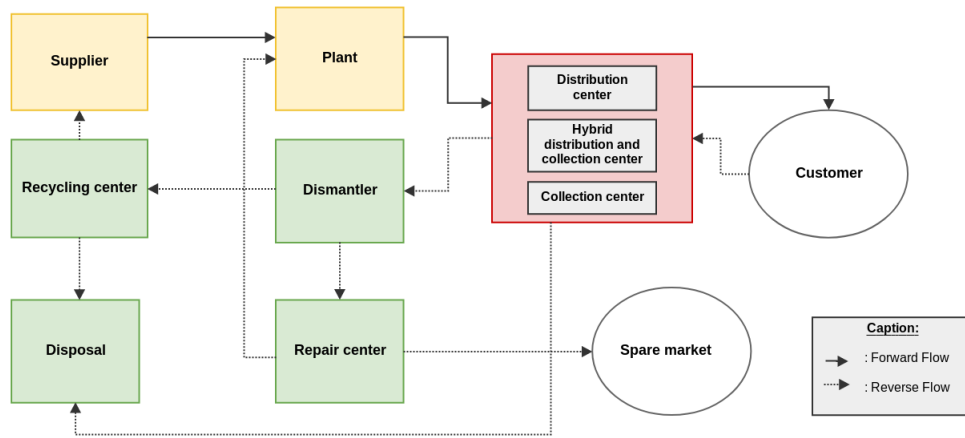 Supplier
Plant
Distribution
center
Hybrid
distribution and
collection center
Collection center
Customer
Recycling center
Dismantler
Disposal
Repair center
Spare market
Caption:
: Forward Flow
: Reverse Flow